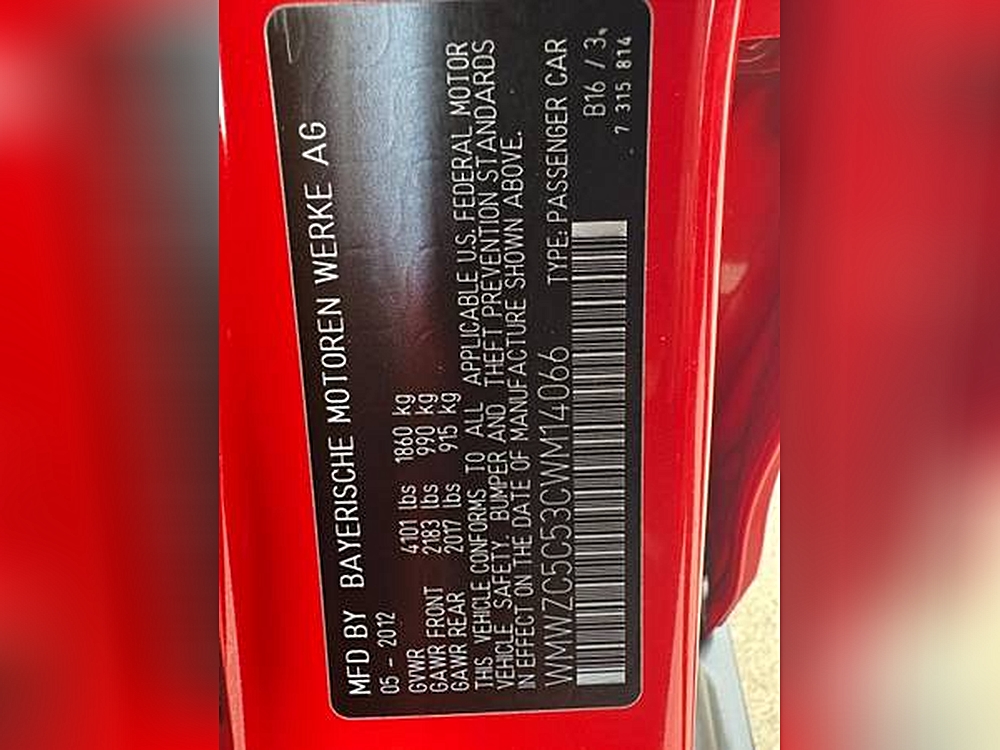 MFD BY BAYERISCHE MOTOREN WERKE AG
05 - 2012
GVWR 4101 lbs 1860 kg
GAWR FRONT 2183 lbs 990 kg
GAWR REAR 2017 lbs 915 kg
THIS VEHICLE CONFORMS TO ALL APPLICABLE U.S. FEDERAL MOTOR
VEHICLE SAFETY, BUMPER AND THEFT PREVENTION STANDARDS
IN EFFECT ON THE DATE OF MANUFACTURE SHOWN ABOVE.
WMWZC5C53CWM14066 TYPE: PASSENGER CAR
B16 / 3
7 315 814